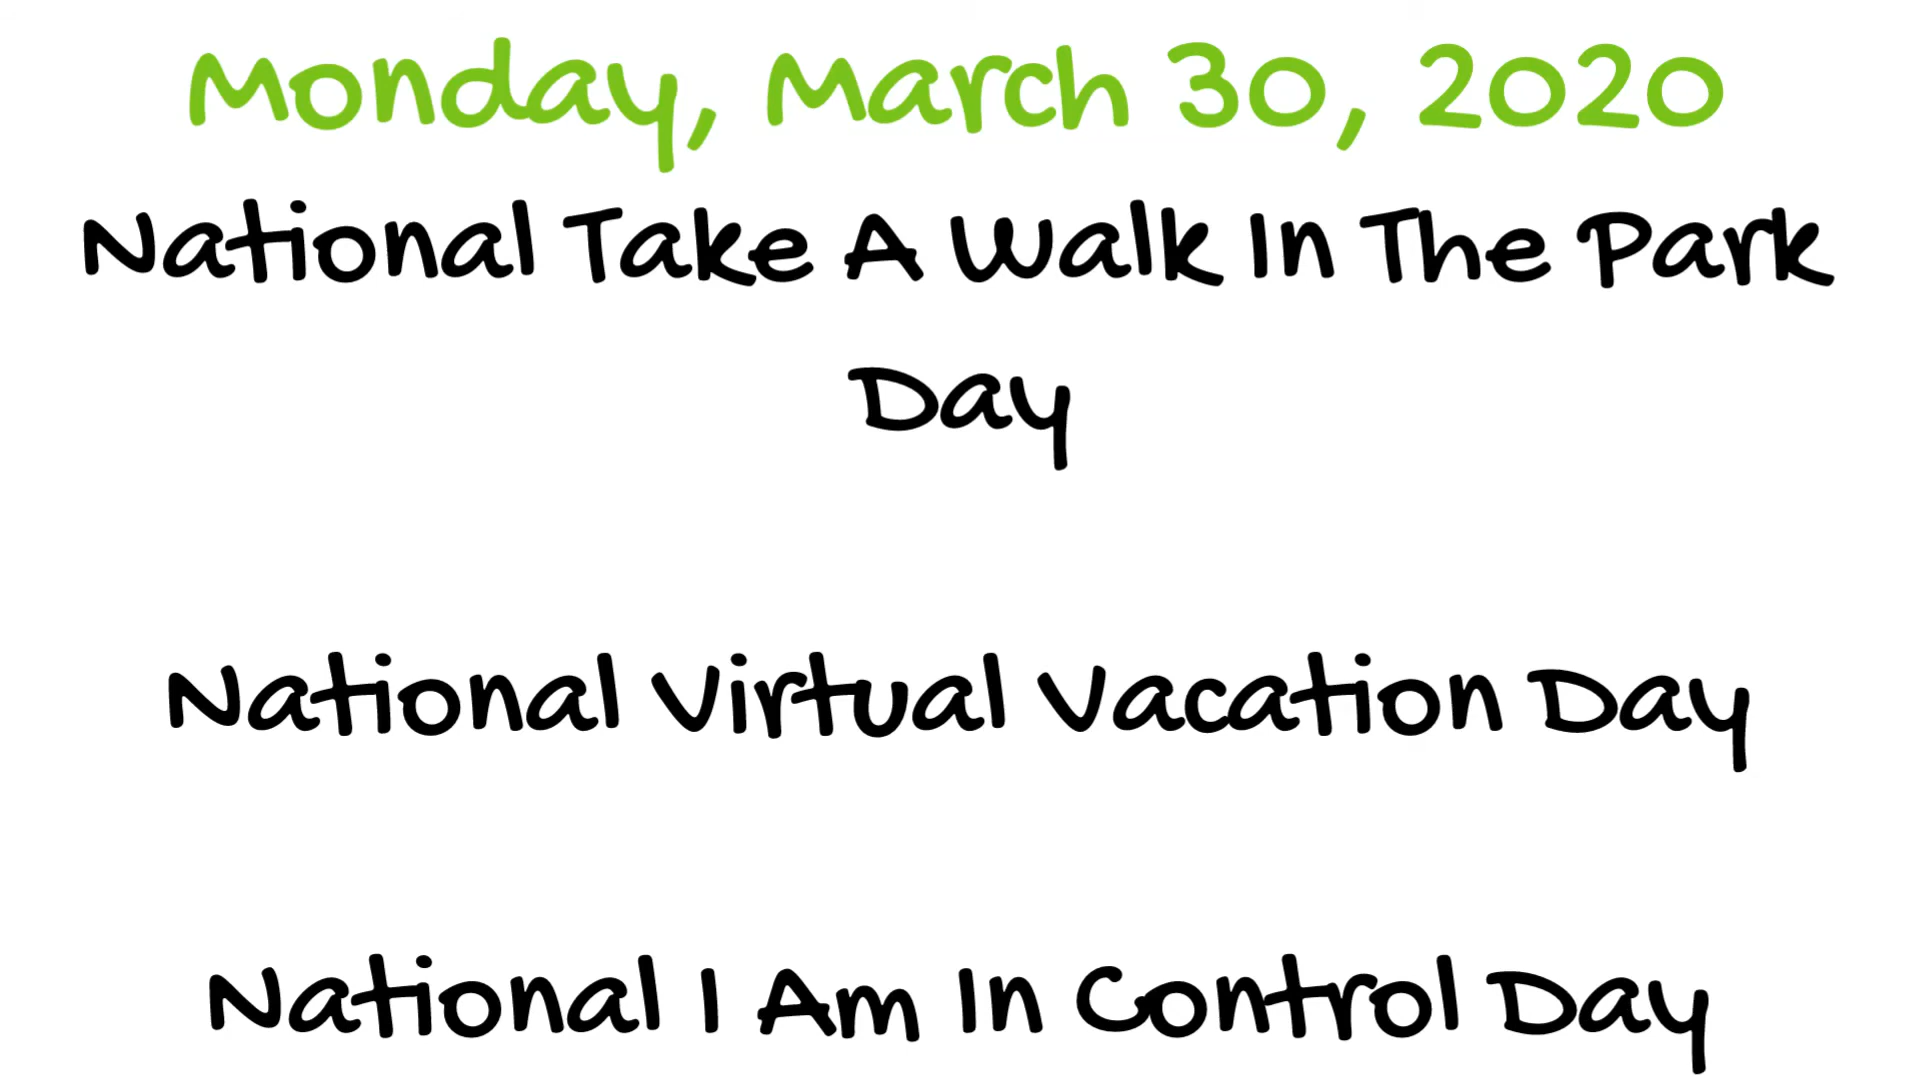 Monday, March 30, 2020
National Take A Walk In The Park
Day
National Virtual Vacation Day
National I Am In Control Day